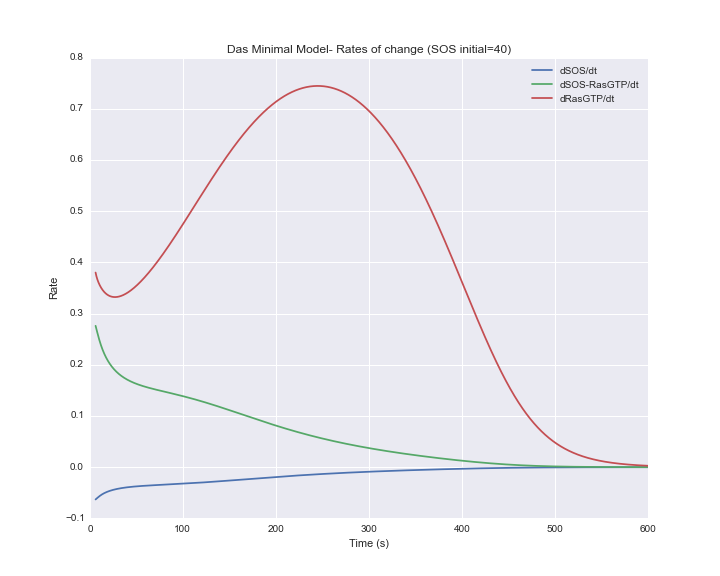 Das Minimal Model- Rates of change (SOS initial=40)
dSOS/dt
dSOS-RasGTP/dt
dRasGTP/dt
0.8
0.7
0.6
0.5
0.4
0.3
0.2
0.1
0.0
−0.1
Rate
0 100 200 300 400 500 600
Time (s)